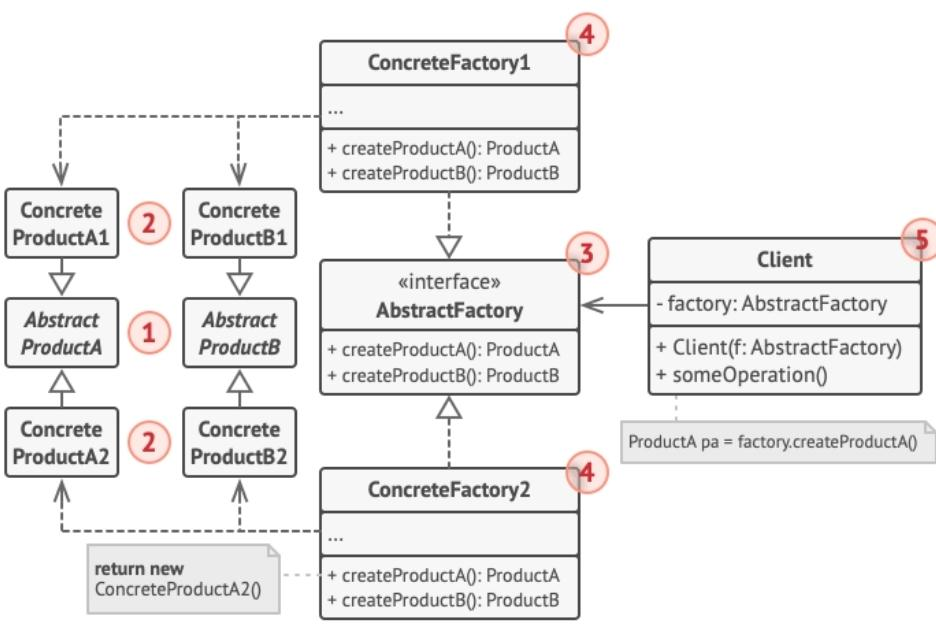 4
ConcreteFactory1
...
+ createProductA(): ProductA
+ createProductB(): ProductB
Concrete
ProductA1
2
Concrete
ProductB1
3
«interface»
AbstractFactory
+ createProductA(): ProductA
+ createProductB(): ProductB
5
Client
- factory: AbstractFactory
+ Client(f: AbstractFactory)
+ someOperation()
Abstract
ProductA
1
Abstract
ProductB
Concrete
ProductA2
2
Concrete
ProductB2
ProductA pa = factory.createProductA()
4
ConcreteFactory2
...
+ createProductA(): ProductA
+ createProductB(): ProductB
return new
ConcreteProductA2()